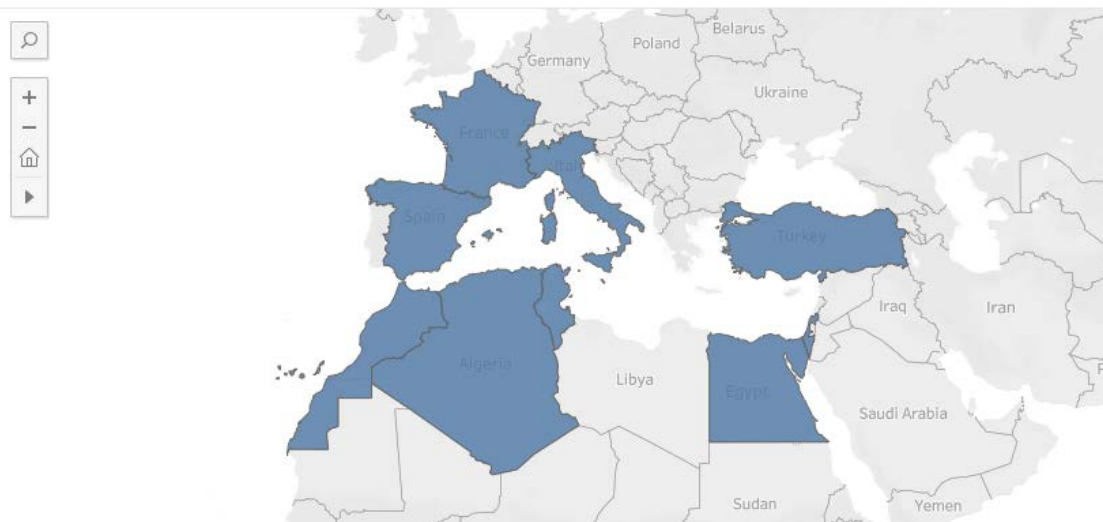 Belarus
Poland
Germany
Ukraine
France
Italy
Spain
Turkey
Iraq
Iran
Algeria
Libya
Egypt
Saudi Arabia
Sudan
Yemen